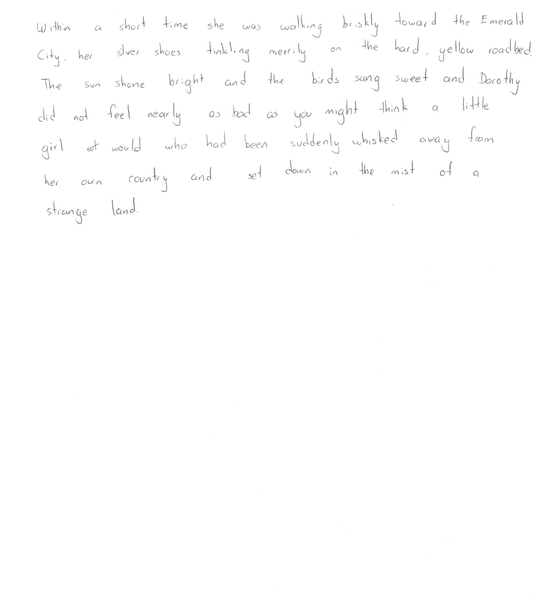 Within a short time she was walking briskly toward the Emerald
City, her silver shoes tinkling merrily on the hard, yellow roadbed.
The sun shone bright and the birds sang sweet and Dorothy
did not feel nearly as bad as you might think a little
girl would who had been suddenly whisked away from
her own country and set down in the mist of a
strange land.